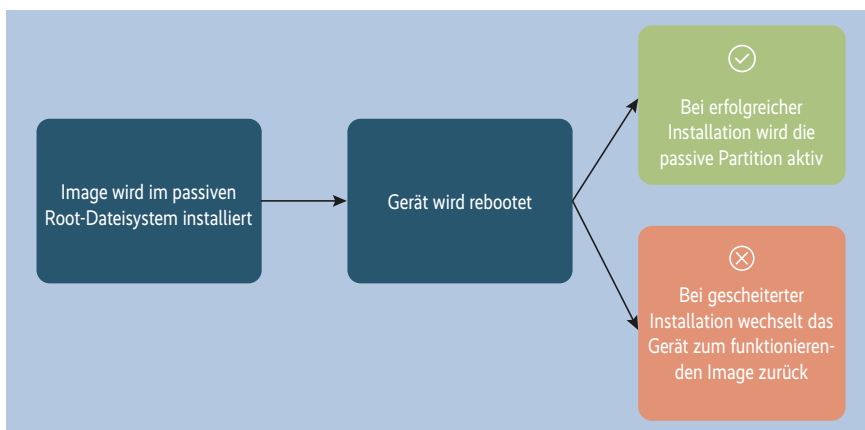 Image wird im passiven
Root-Dateisystem installiert
Gerät wird rebootet
Bei erfolgreicher
Installation wird die
passive Partition aktiv
Bei gescheiterter
Installation wechselt das
Gerät zum funktionieren-
den Image zurück